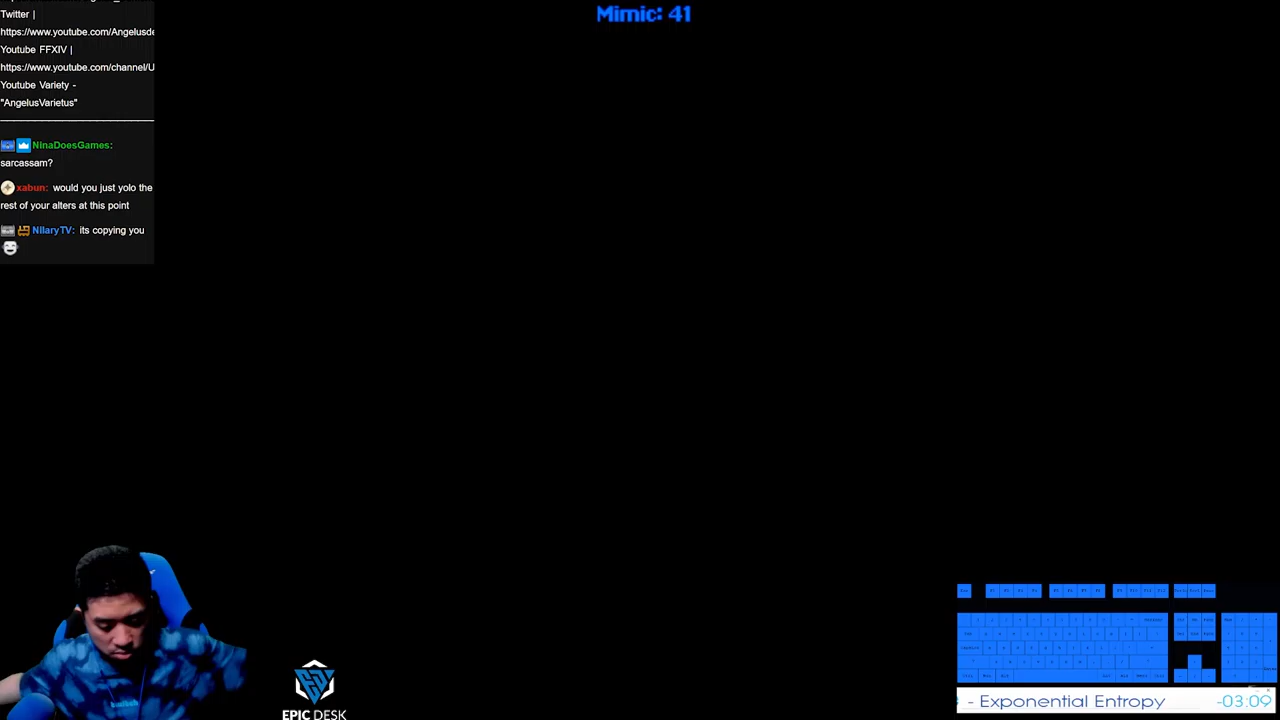 Twitter |
https://www.youtube.com/Angelusde
Youtube FFXIV |
https://www.youtube.com/channel/U
Youtube Variety -
"AngelusVarietus"
NinaDoesGames:
sarcassam?
xabun: would you just yolo the
rest of your alters at this point
NIlaryTV: its copying you
Mimic: 41
EPIC DESK
- Exponential Entropy
-03:09